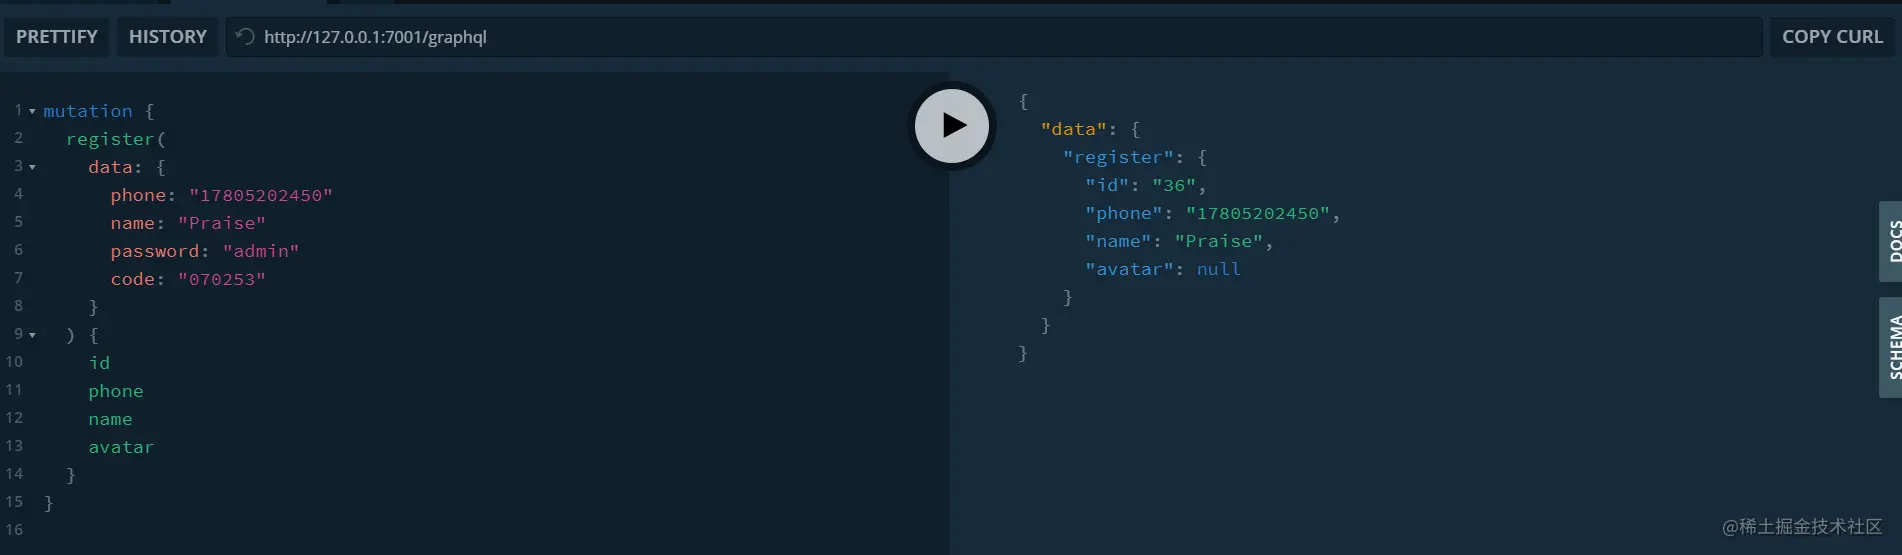 PRETTIFY HISTORY http://127.0.0.1:7001/graphql COPY CURL
1 mutation {
2 register(
3 data: {
4 phone: "17805202450"
5 name: "Praise"
6 password: "admin"
7 code: "070253"
8 }
9 ) {
10 id
11 phone
12 name
13 avatar
14 }
15 }
16
{
"data": {
"register": {
"id": "36",
"phone": "17805202450",
"name": "Praise",
"avatar": null
}
}
}
DOCS
SCHEMA
@稀土掘金技术社区